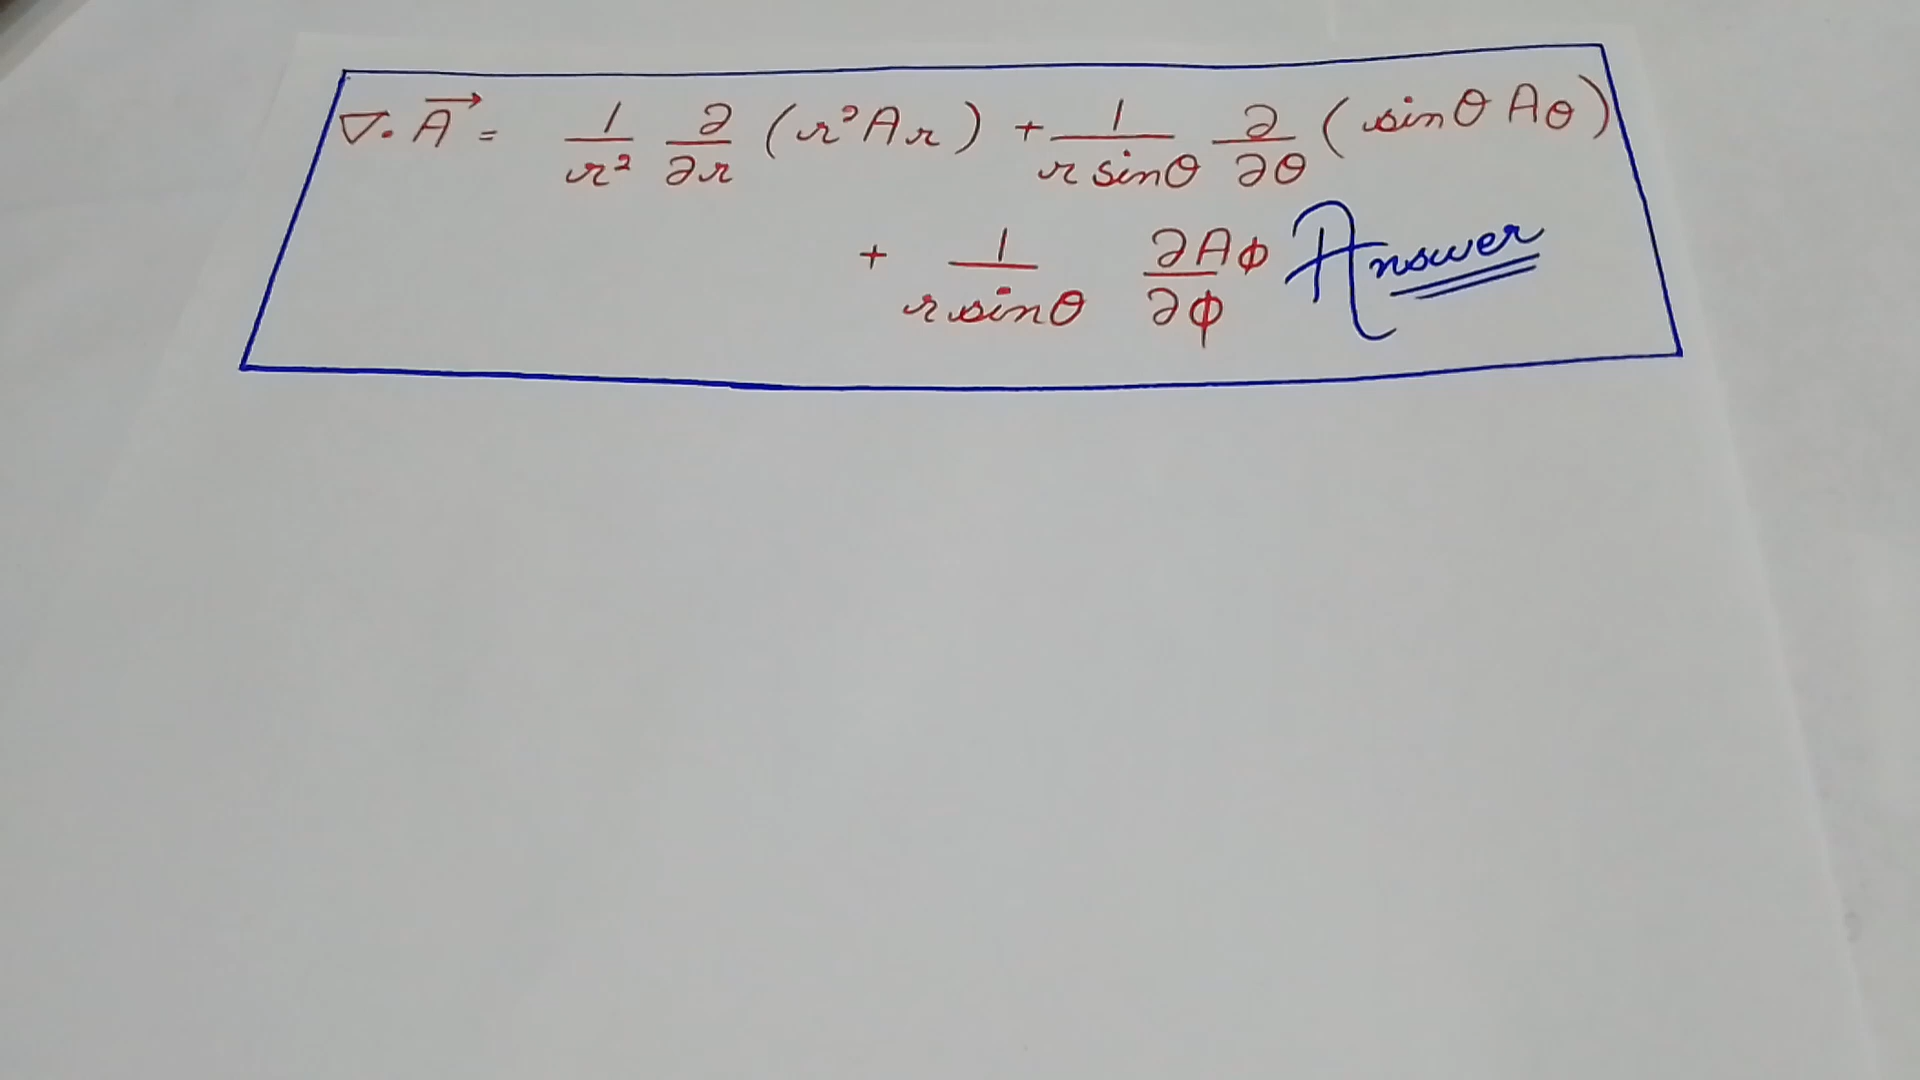 ∇. A⃗ = 1/r² ∂/∂r (r²Ar) + 1/r sinθ ∂/∂θ (sinθ Aθ)
+ 1/r sinθ ∂Aϕ/∂ϕ Answer